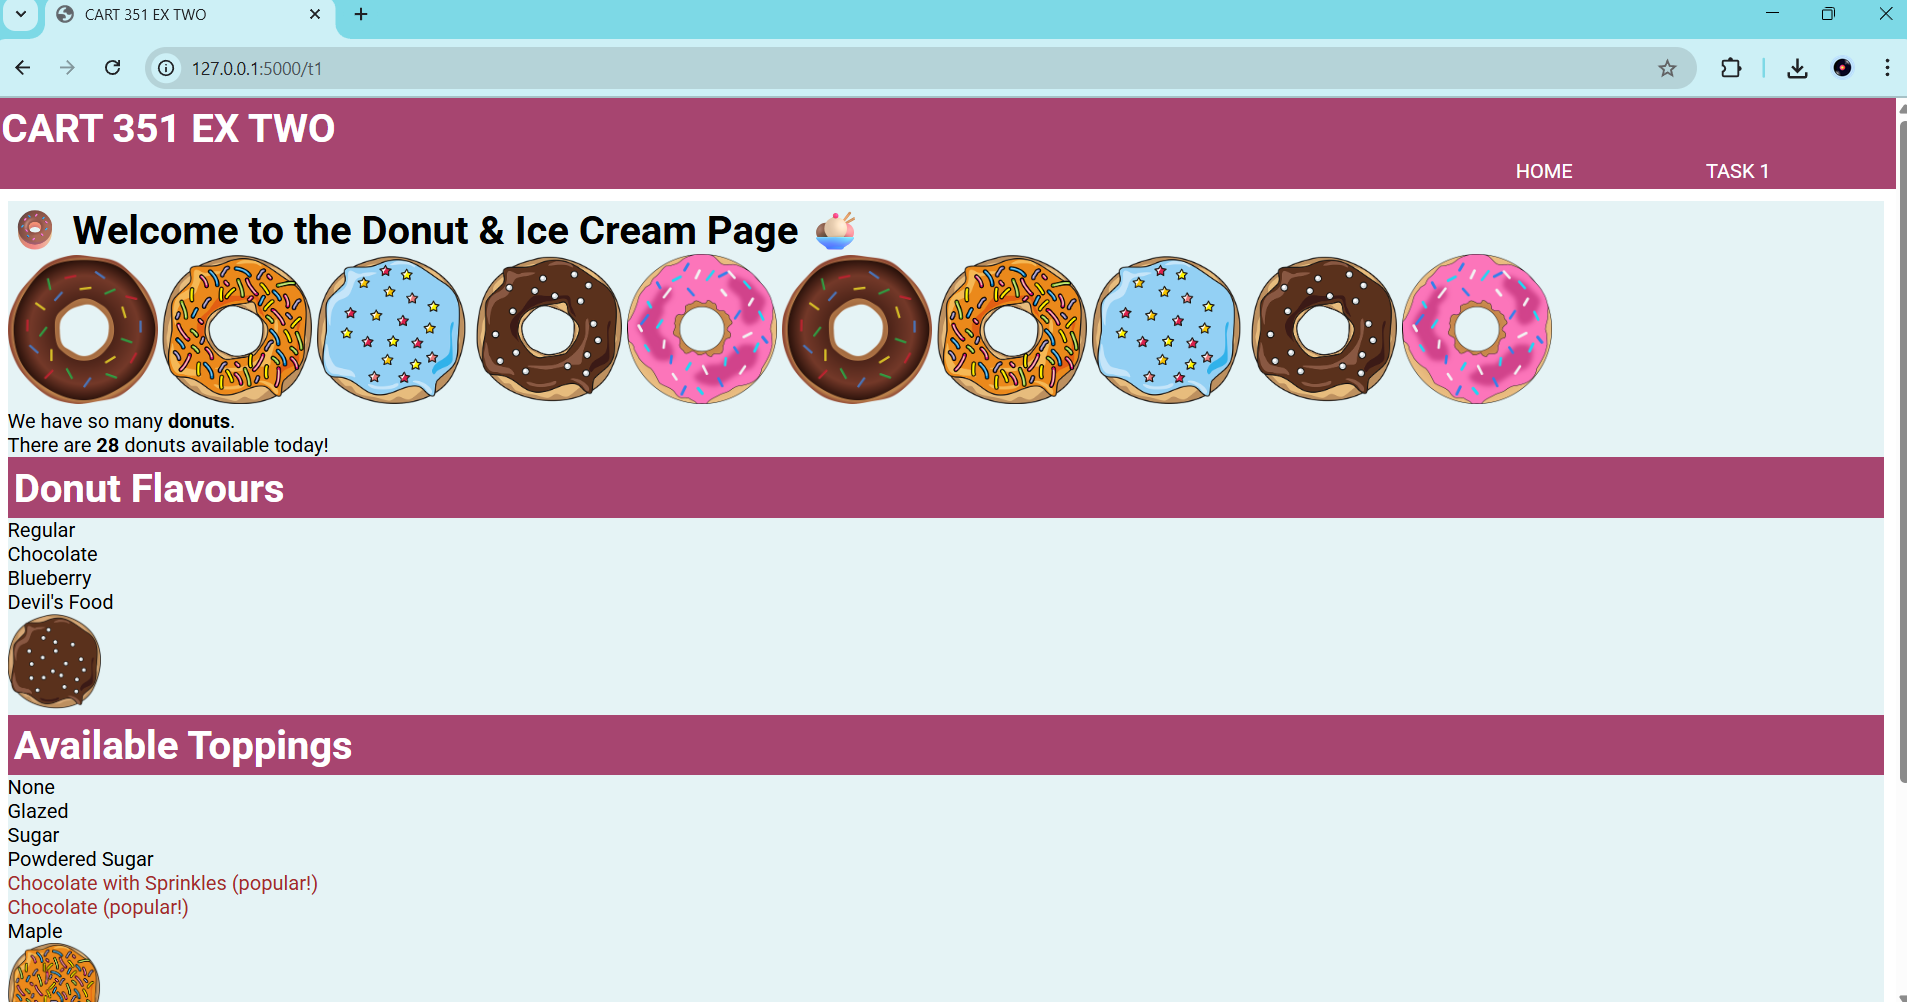 CART 351 EX TWO
127.0.0.1:5000/t1
CART 351 EX TWO
HOME
TASK 1
Welcome to the Donut & Ice Cream Page
We have so many donuts.
There are 28 donuts available today!
Donut Flavours
Regular
Chocolate
Blueberry
Devil's Food
Available Toppings
None
Glazed
Sugar
Powdered Sugar
Chocolate with Sprinkles (popular!)
Chocolate (popular!)
Maple